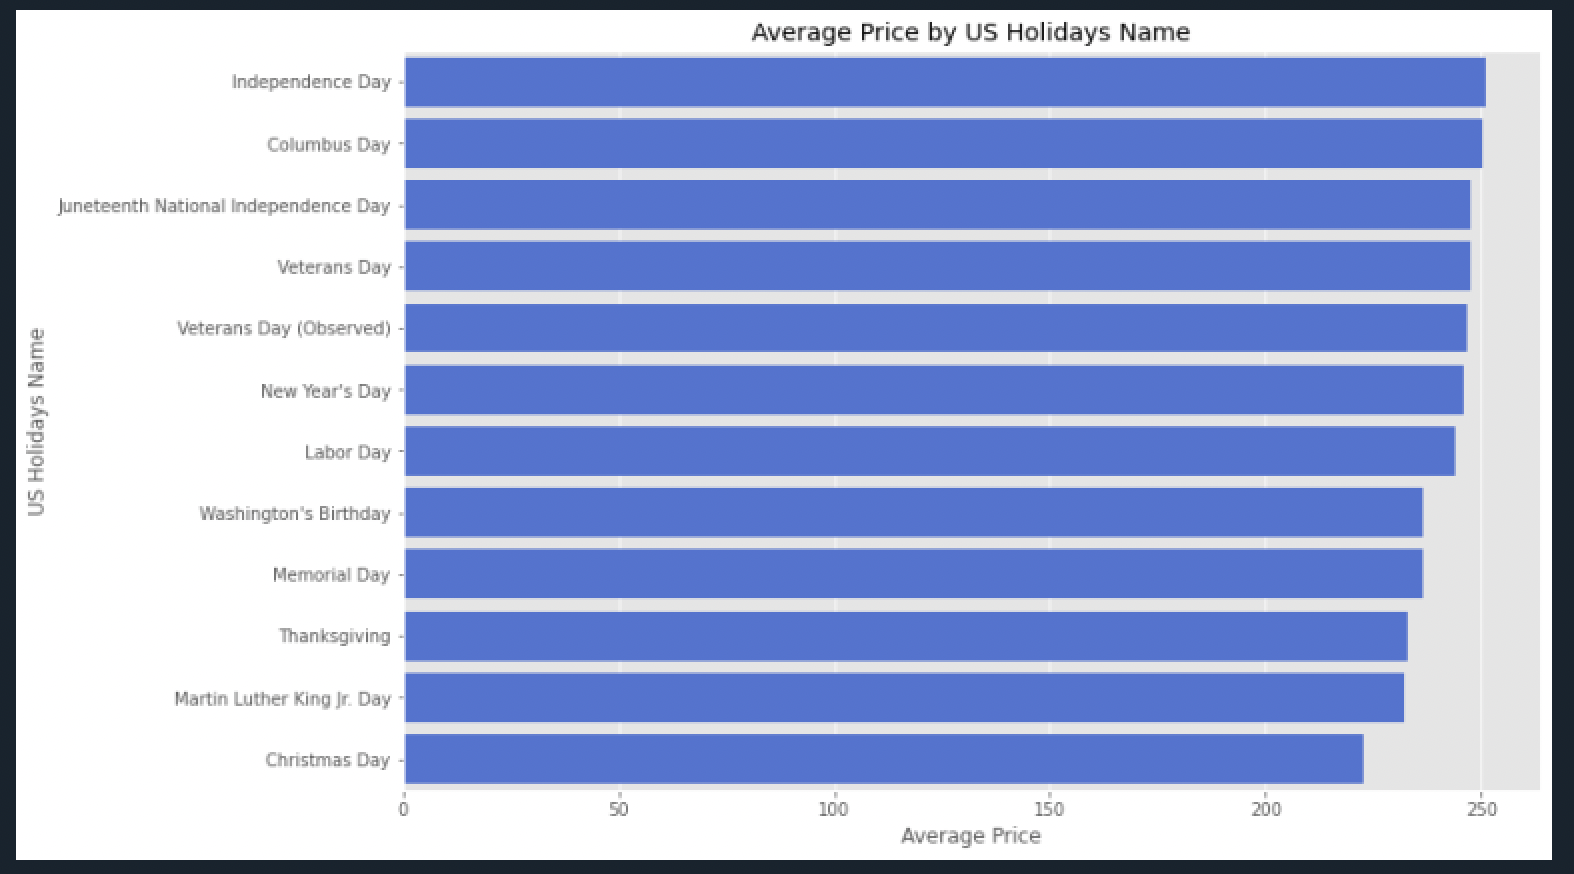 Average Price by US Holidays Name
US Holidays Name
Independence Day
Columbus Day
Juneteenth National Independence Day
Veterans Day
Veterans Day (Observed)
New Year's Day
Labor Day
Washington's Birthday
Memorial Day
Thanksgiving
Martin Luther King Jr. Day
Christmas Day
0 50 100 150 200 250
Average Price